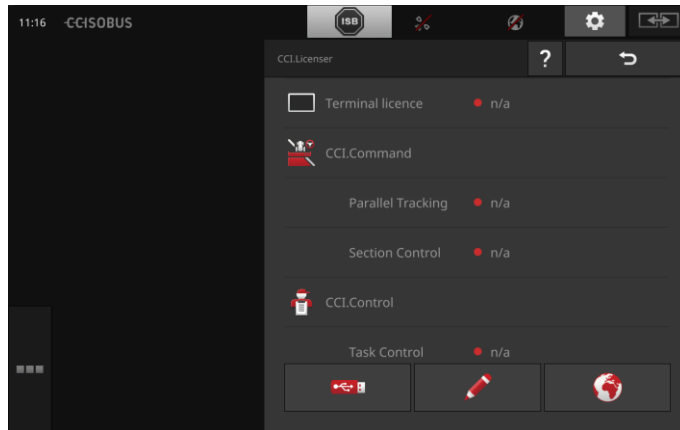 11:16 CCISOBUS
ISB
CCI.Licenser
?
Terminal licence n/a
CCI.Command
Parallel Tracking n/a
Section Control n/a
CCI.Control
Task Control n/a